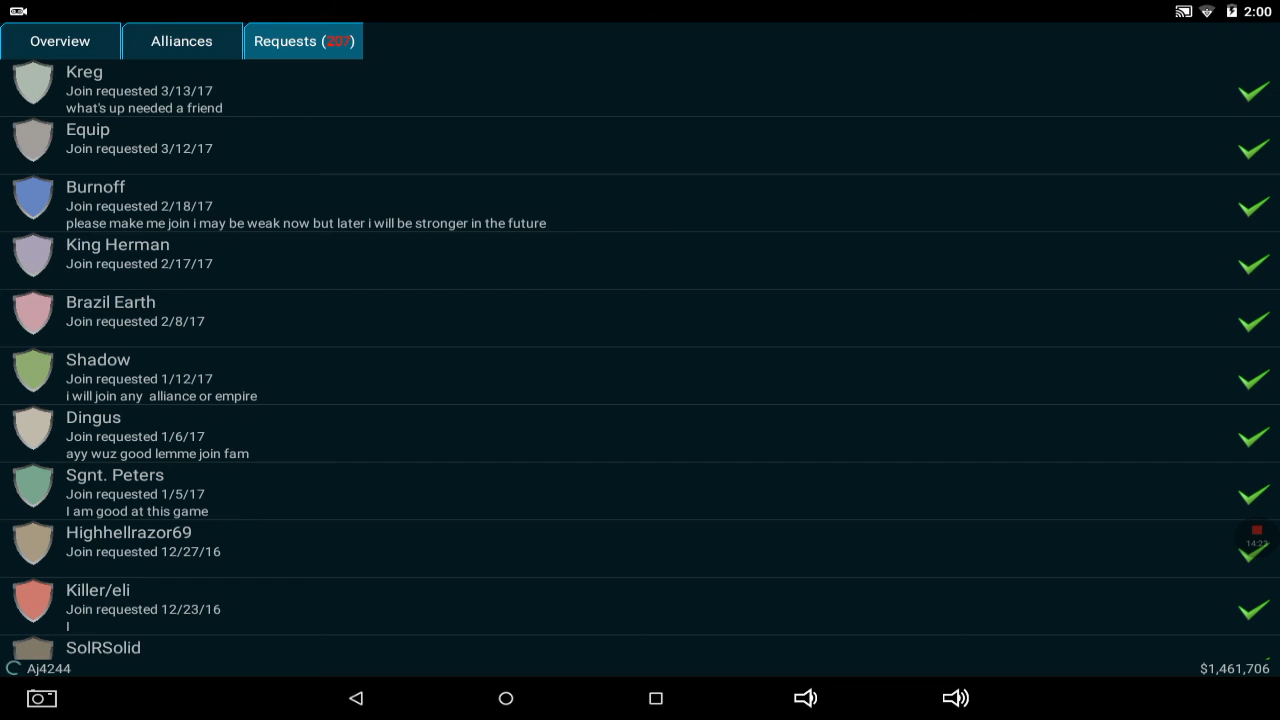 2:00
Overview Alliances Requests (207)
Kreg
Join requested 3/13/17
what's up needed a friend
Equip
Join requested 3/12/17
Burnoff
Join requested 2/18/17
please make me join i may be weak now but later i will be stronger in the future
King Herman
Join requested 2/17/17
Brazil Earth
Join requested 2/8/17
Shadow
Join requested 1/12/17
i will join any  alliance or empire
Dingus
Join requested 1/6/17
ayy wuz good lemme join fam
Sgnt. Peters
Join requested 1/5/17
I am good at this game
Highhellrazor69
Join requested 12/27/16
14:23
Killer/eli
Join requested 12/23/16
I
SolRSolid
Aj4244 $1,461,706